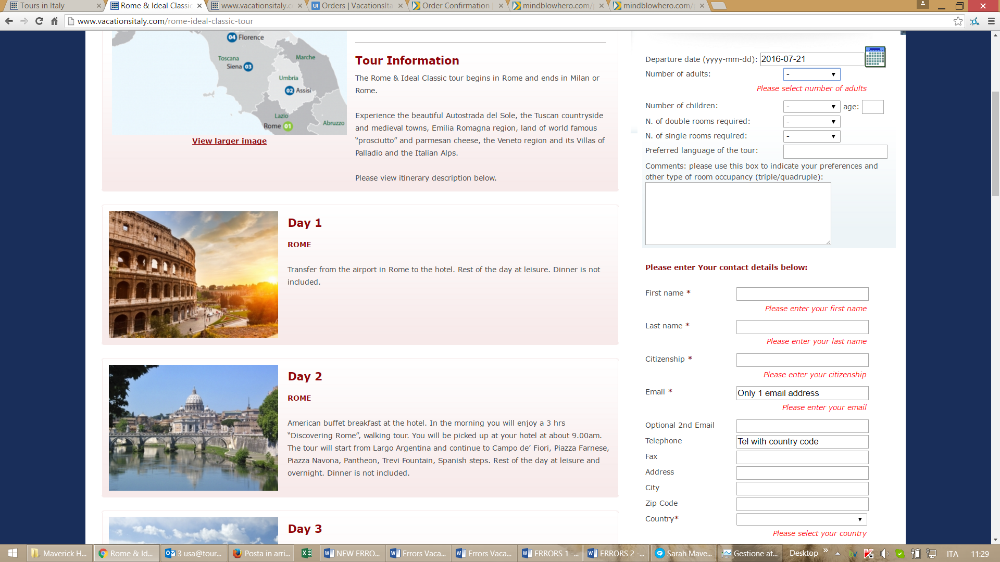 Tours in Italy
Rome & Ideal Classic
www.vacationsitaly.c
Orders | VacationsIta
Order Confirmation |
mindblowhero.com/
mindblowhero.com/
www.vacationsitaly.com/rome-ideal-classic-tour
04 Florence
Toscana
Marche
Siena 03
Umbria
02 Assisi
Lazio
Rome 01
Abruzzo
View larger image
Tour Information
The Rome & Ideal Classic tour begins in Rome and ends in Milan or
Rome.
Experience the beautiful Autostrada del Sole, the Tuscan countryside
and medieval towns, Emilia Romagna region, land of world famous
“prosciutto” and parmesan cheese, the Veneto region and its Villas of
Palladio and the Italian Alps.
Please view itinerary description below.
Day 1
ROME
Transfer from the airport in Rome to the hotel. Rest of the day at leisure. Dinner is not
included.
Day 2
ROME
American buffet breakfast at the hotel. In the morning you will enjoy a 3 hrs
“Discovering Rome”, walking tour. You will be picked up at your hotel at about 9.00am.
The tour will start from Largo Argentina and continue to Campo de’ Fiori, Piazza Farnese,
Piazza Navona, Pantheon, Trevi Fountain, Spanish steps. Rest of the day at leisure and
overnight. Dinner is not included.
Day 3
Departure date (yyyy-mm-dd): 2016-07-21
Number of adults: -
Please select number of adults
Number of children: - age:
N. of double rooms required: -
N. of single rooms required: -
Preferred language of the tour:
Comments: please use this box to indicate your preferences and
other type of room occupancy (triple/quadruple):
Please enter Your contact details below:
First name *
Please enter your first name
Last name *
Please enter your last name
Citizenship *
Please enter your citizenship
Email * Only 1 email address
Please enter your email
Optional 2nd Email
Telephone Tel with country code
Fax
Address
City
Zip Code
Country*
Please select your country
Maverick H...
Rome & Id...
3 usa@tour...
Posta in arri...
NEW ERRO...
Errors Vaca...
Errors Vaca...
ERRORS 1 -...
ERRORS 2 -...
Sarah Mave...
Gestione at...
Desktop
ITA
11:29